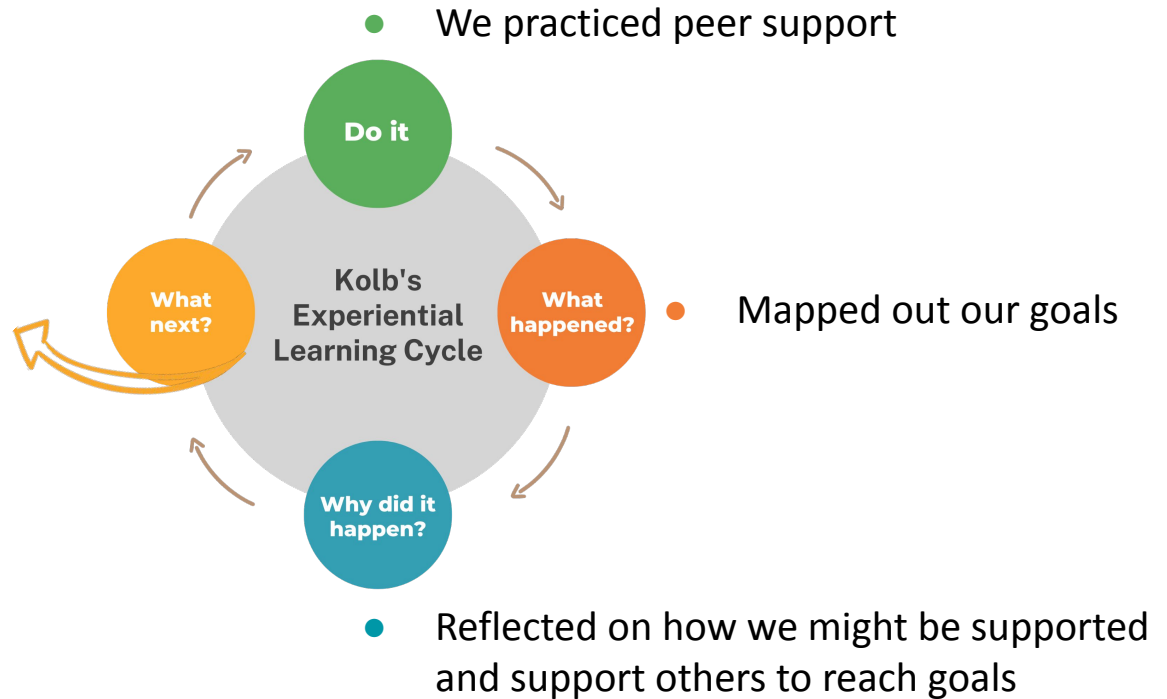 • We practiced peer support
Do it
Kolb's
Experiential
Learning Cycle
What
next?
What
happened?
• Mapped out our goals
Why did it
happen?
• Reflected on how we might be supported
and support others to reach goals